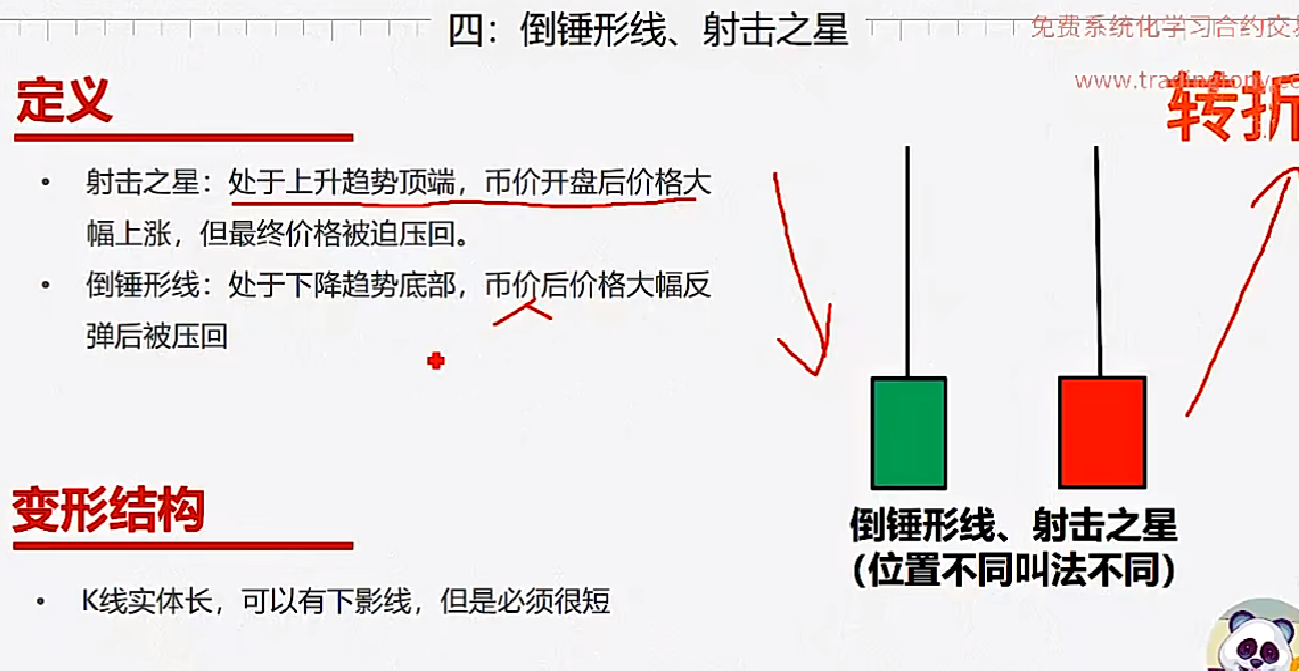 四：倒锤形线、射击之星
免费系统化学习合约交易
www.tradingtony.co
转折
定义
• 射击之星：处于上升趋势顶端，币价开盘后价格大
幅上涨，但最终价格被迫压回。
• 倒锤形线：处于下降趋势底部，币价后价格大幅反
弹后被压回
变形结构
• K线实体长，可以有下影线，但是必须很短
倒锤形线、射击之星
（位置不同叫法不同）